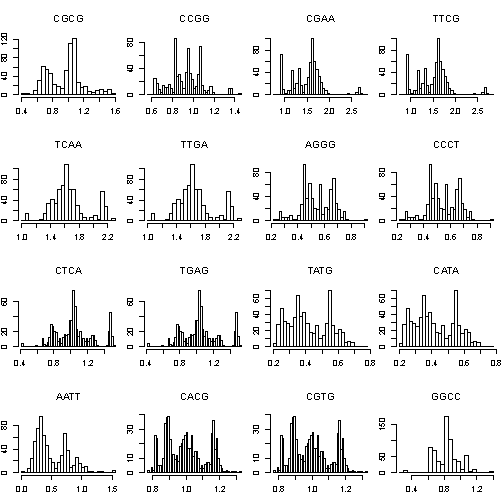 CGCG
0 40 80 120
0.4 0.8 1.2 1.6
CCGG
0 40 80
0.6 0.8 1.0 1.2 1.4
CGAA
0 40 80
1.0 1.5 2.0 2.5
TTCG
0 40 80
1.0 1.5 2.0 2.5
TCAA
0 40 80
1.0 1.4 1.8 2.2
TTGA
0 40 80
1.0 1.4 1.8 2.2
AGGG
0 40 80
0.2 0.4 0.6 0.8
CCCT
0 40 80
0.2 0.4 0.6 0.8
CTCA
0 20 60
0.4 0.8 1.2
TGAG
0 20 60
0.4 0.8 1.2
TATG
0 20 40 60
0.2 0.4 0.6 0.8
CATA
0 20 40 60
0.2 0.4 0.6 0.8
AATT
0 40 80
0.0 0.5 1.0 1.5
CACG
0 20 40
0.8 1.0 1.2
CGTG
0 20 40
0.8 1.0 1.2
GGCC
0 50 150
0.4 0.8 1.2